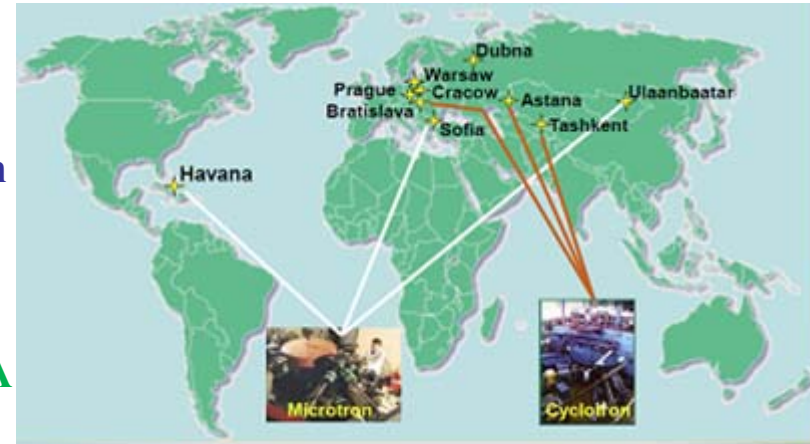 Dubna
Warsaw
Prague
Cracow
Ulaanbaatar
Bratislava
Astana
Sofia
Tashkent
Havana
Microtron
Cyclotron